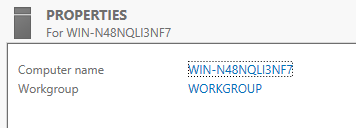 PROPERTIES
For WIN-N48NQLI3NF7
Computer name WIN-N48NQLI3NF7
Workgroup WORKGROUP